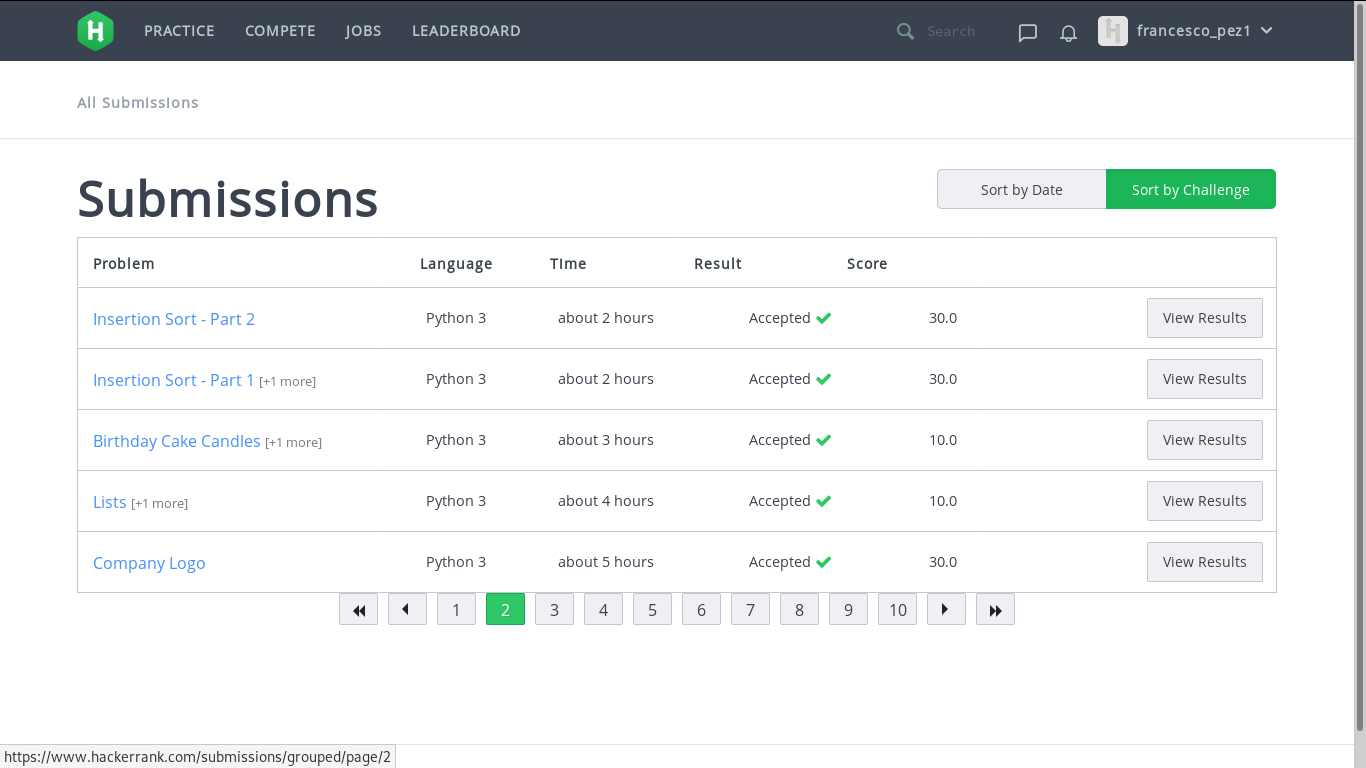 H PRACTICE COMPETE JOBS LEADERBOARD Search francesco_pez1
All Submissions
Submissions
Sort by Date Sort by Challenge
Problem Language Time Result Score
Insertion Sort - Part 2 Python 3 about 2 hours Accepted 30.0 View Results
Insertion Sort - Part 1 [+1 more] Python 3 about 2 hours Accepted 30.0 View Results
Birthday Cake Candles [+1 more] Python 3 about 3 hours Accepted 10.0 View Results
Lists [+1 more] Python 3 about 4 hours Accepted 10.0 View Results
Company Logo Python 3 about 5 hours Accepted 30.0 View Results
1 2 3 4 5 6 7 8 9 10
https://www.hackerrank.com/submissions/grouped/page/2